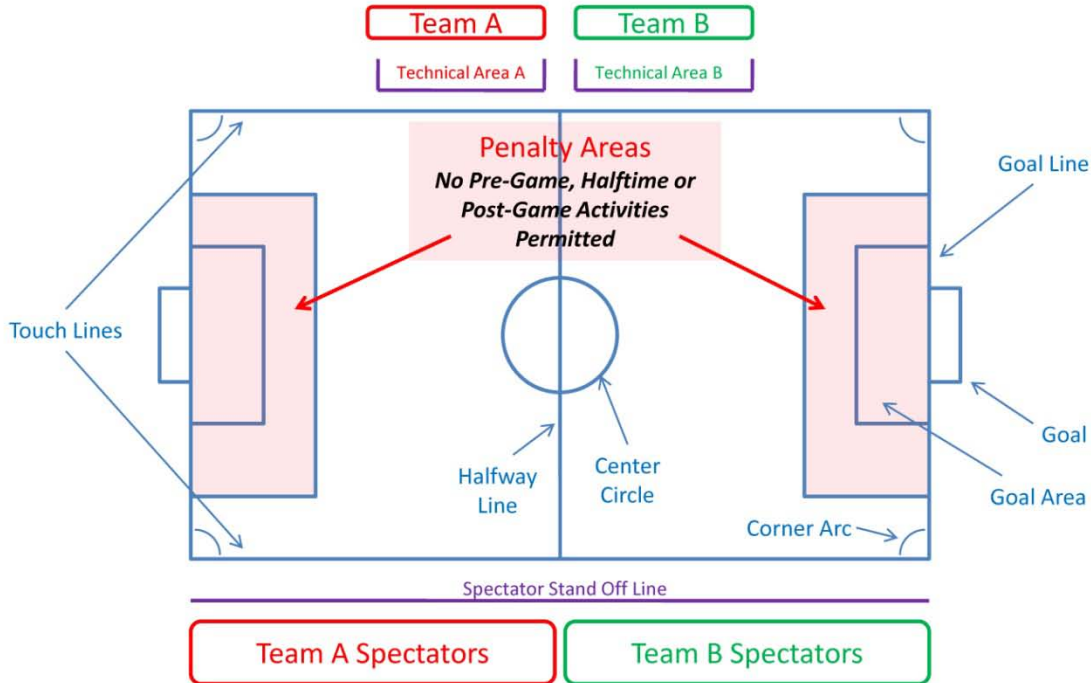 Team A
Team B
Technical Area A
Technical Area B
Penalty Areas
No Pre-Game, Halftime or
Post-Game Activities
Permitted
Goal Line
Touch Lines
Goal
Halfway
Line
Center
Circle
Goal Area
Corner Arc
Spectator Stand Off Line
Team A Spectators
Team B Spectators